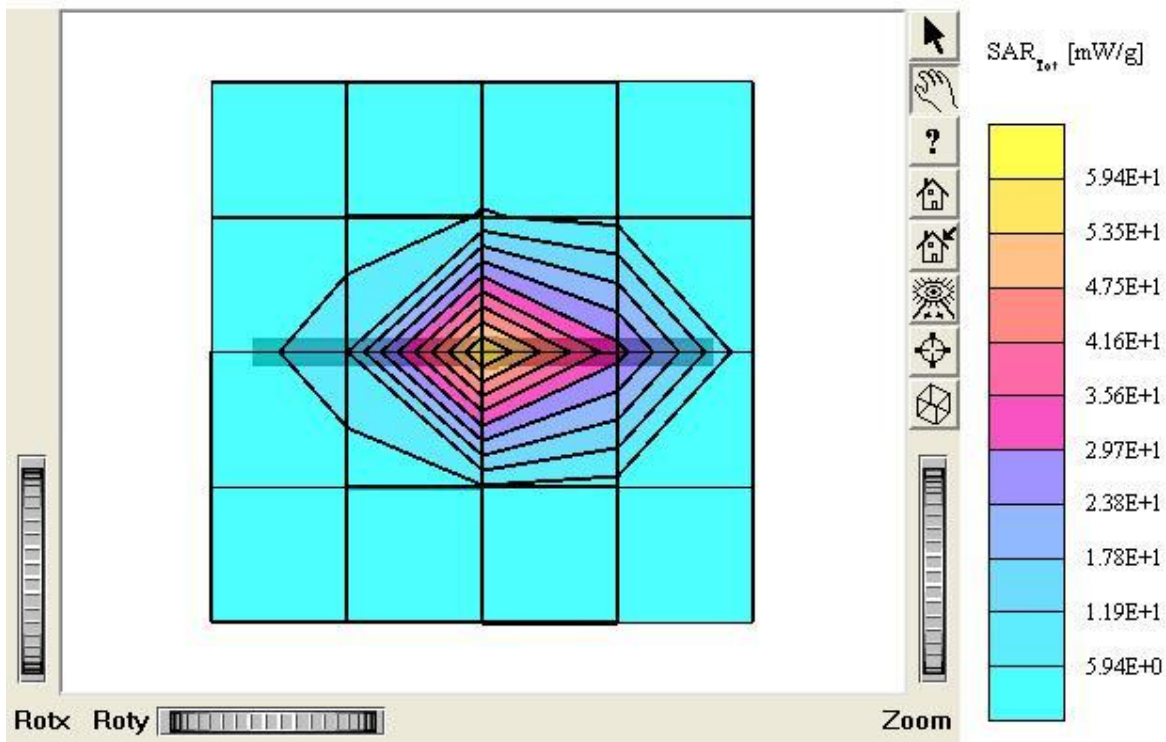 SAR_Tot [mW/g]
?
5.94E+1
5.35E+1
4.75E+1
4.16E+1
3.56E+1
2.97E+1
2.38E+1
1.78E+1
1.19E+1
5.94E+0
Rotx Roty Zoom